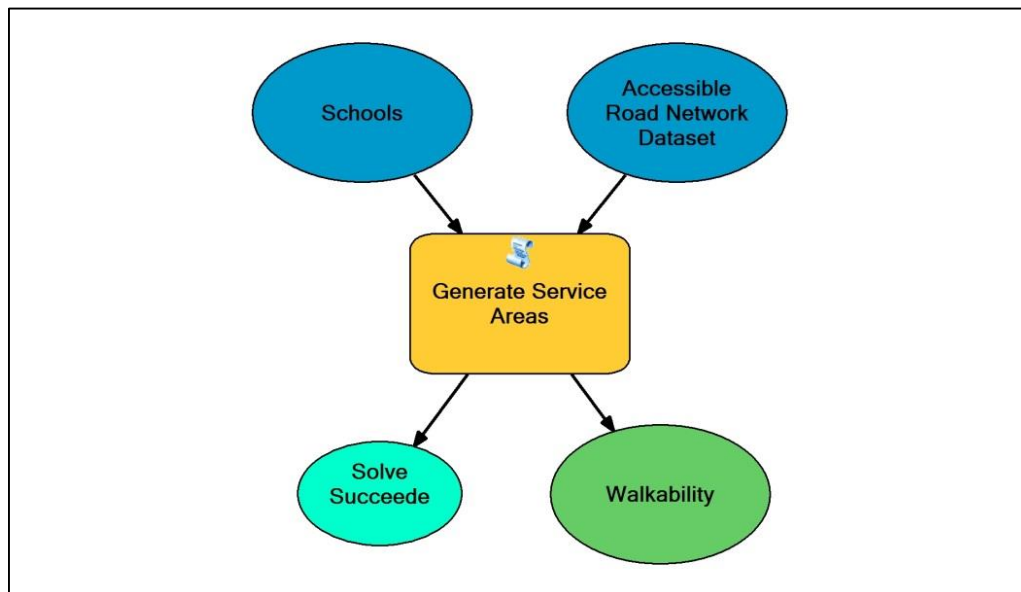 Schools
Accessible
Road Network
Dataset
Generate Service
Areas
Solve
Succeede
Walkability